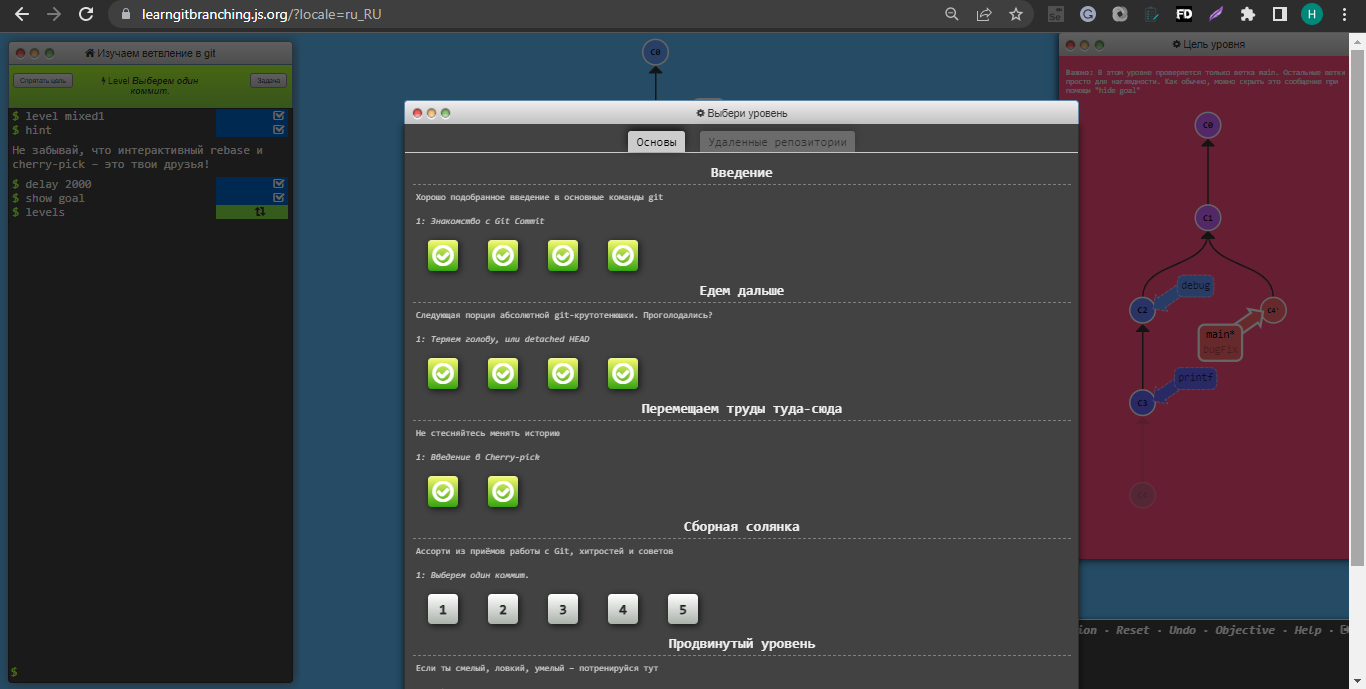 learngitbranching.js.org/?locale=ru_RU
FD
H
Изучаем ветвление в git
Спрятать цель
Level Выберем один коммит.
Задача
$ level mixed1
$ hint
Не забывай, что интерактивный rebase и
cherry-pick – это твои друзья!
$ delay 2000
$ show goal
$ levels
$
C0
Выбери уровень
Основы
Удаленные репозитории
Введение
Хорошо подобранное введение в основные команды git
1: Знакомство с Git Commit
Едем дальше
Следующая порция абсолютной git-крутотенюшки. Проголодались?
1: Теряем голову, или detached HEAD
Перемещаем труды туда-сюда
Не стесняйтесь менять историю
1: Введение в Cherry-pick
Сборная солянка
Ассорти из приёмов работы с Git, хитростей и советов
1: Выберем один коммит.
1 2 3 4 5
Продвинутый уровень
Если ты смелый, ловкий, умелый – потренируйся тут
Цель уровня
Важно: В этом уровне проверяется только ветка main. Остальные ветки
просто для наглядности. Как обычно, можно скрыть это сообщение при
помощи "hide goal"
C0
C1
debug
C2
C4'
main*
bugFix
printf
C3
ion · Reset · Undo · Objective · Help ·